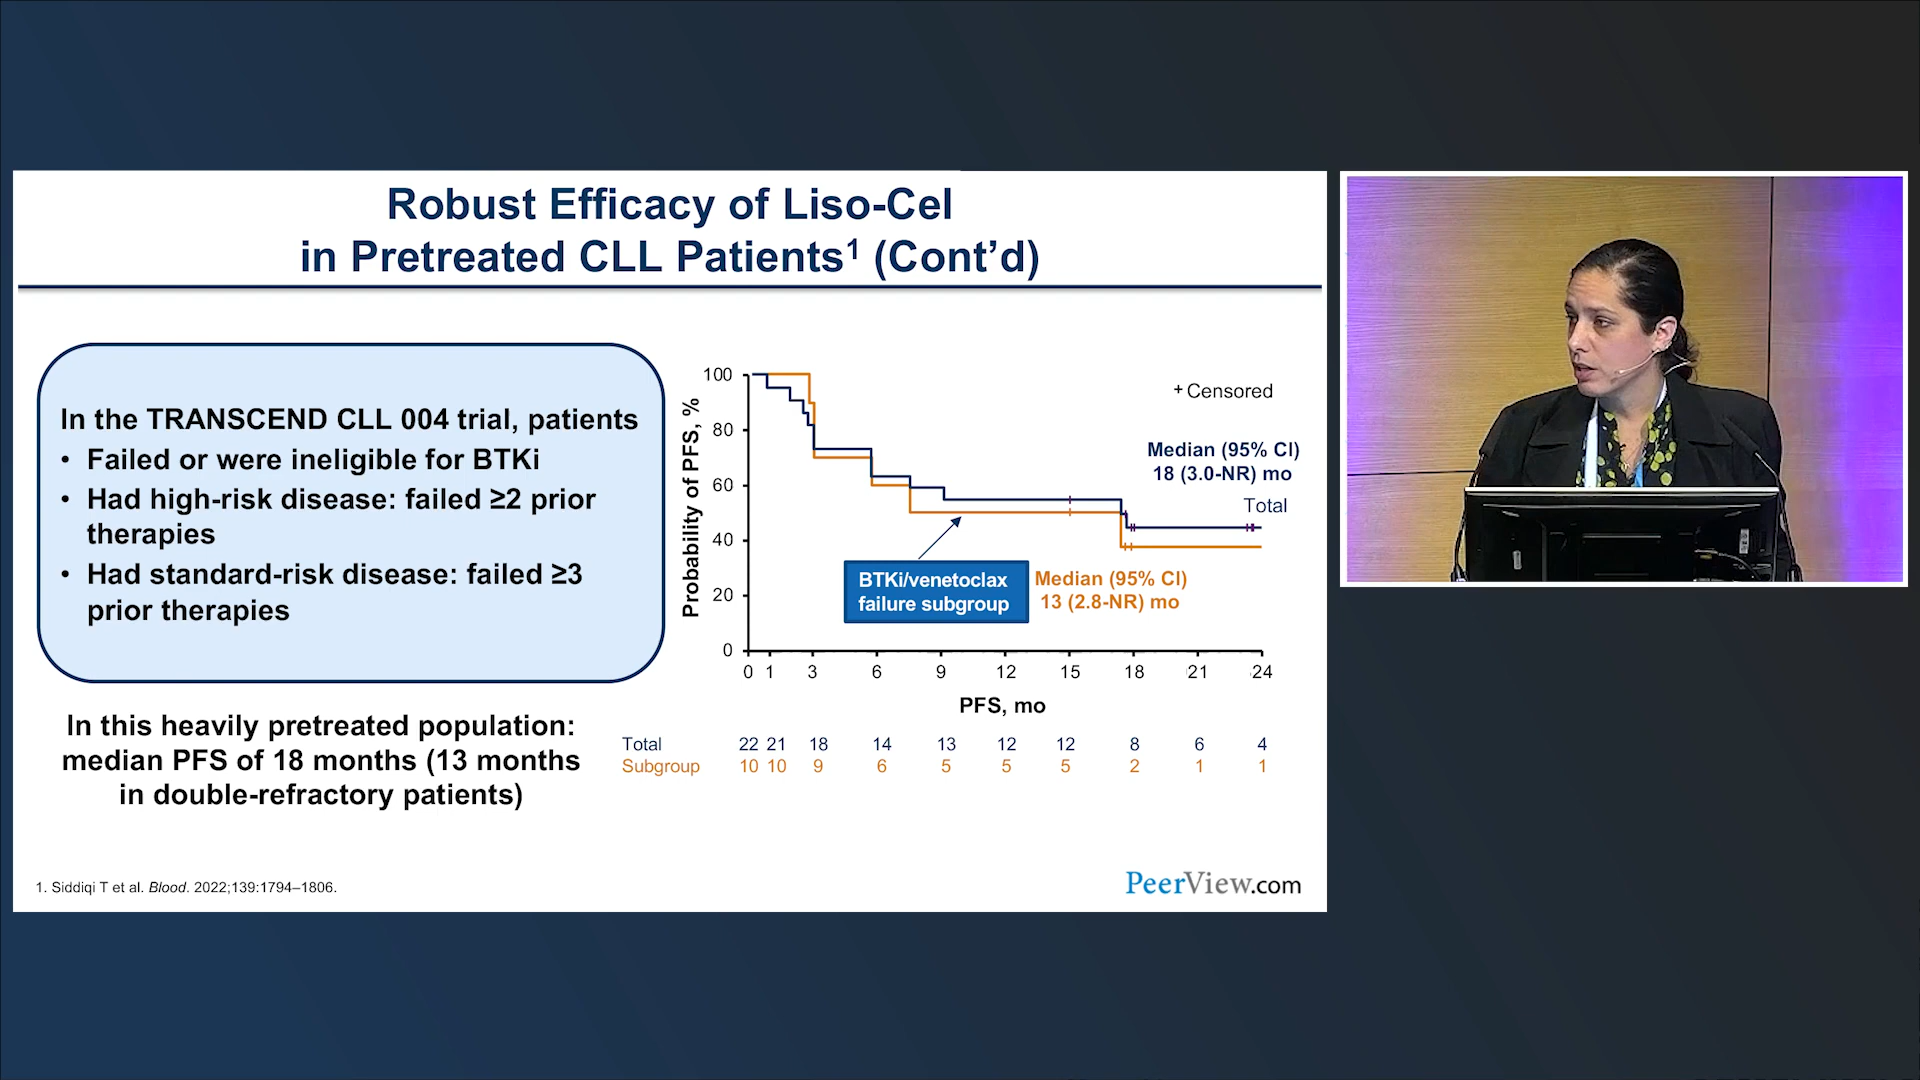 Robust Efficacy of Liso-Cel
in Pretreated CLL Patients¹ (Cont’d)
In the TRANSCEND CLL 004 trial, patients
• Failed or were ineligible for BTKi
• Had high-risk disease: failed ≥2 prior
therapies
• Had standard-risk disease: failed ≥3
prior therapies
In this heavily pretreated population:
median PFS of 18 months (13 months
in double-refractory patients)
Probability of PFS, %
100
80
60
40
20
0
+ Censored
Median (95% CI)
18 (3.0-NR) mo
Total
BTKi/venetoclax
failure subgroup
Median (95% CI)
13 (2.8-NR) mo
0 1 3 6 9 12 15 18 21 24
PFS, mo
Total 22 21 18 14 13 12 12 8 6 4
Subgroup 10 10 9 6 5 5 5 2 1 1
1. Siddiqi T et al. Blood. 2022;139:1794–1806.
PeerView.com